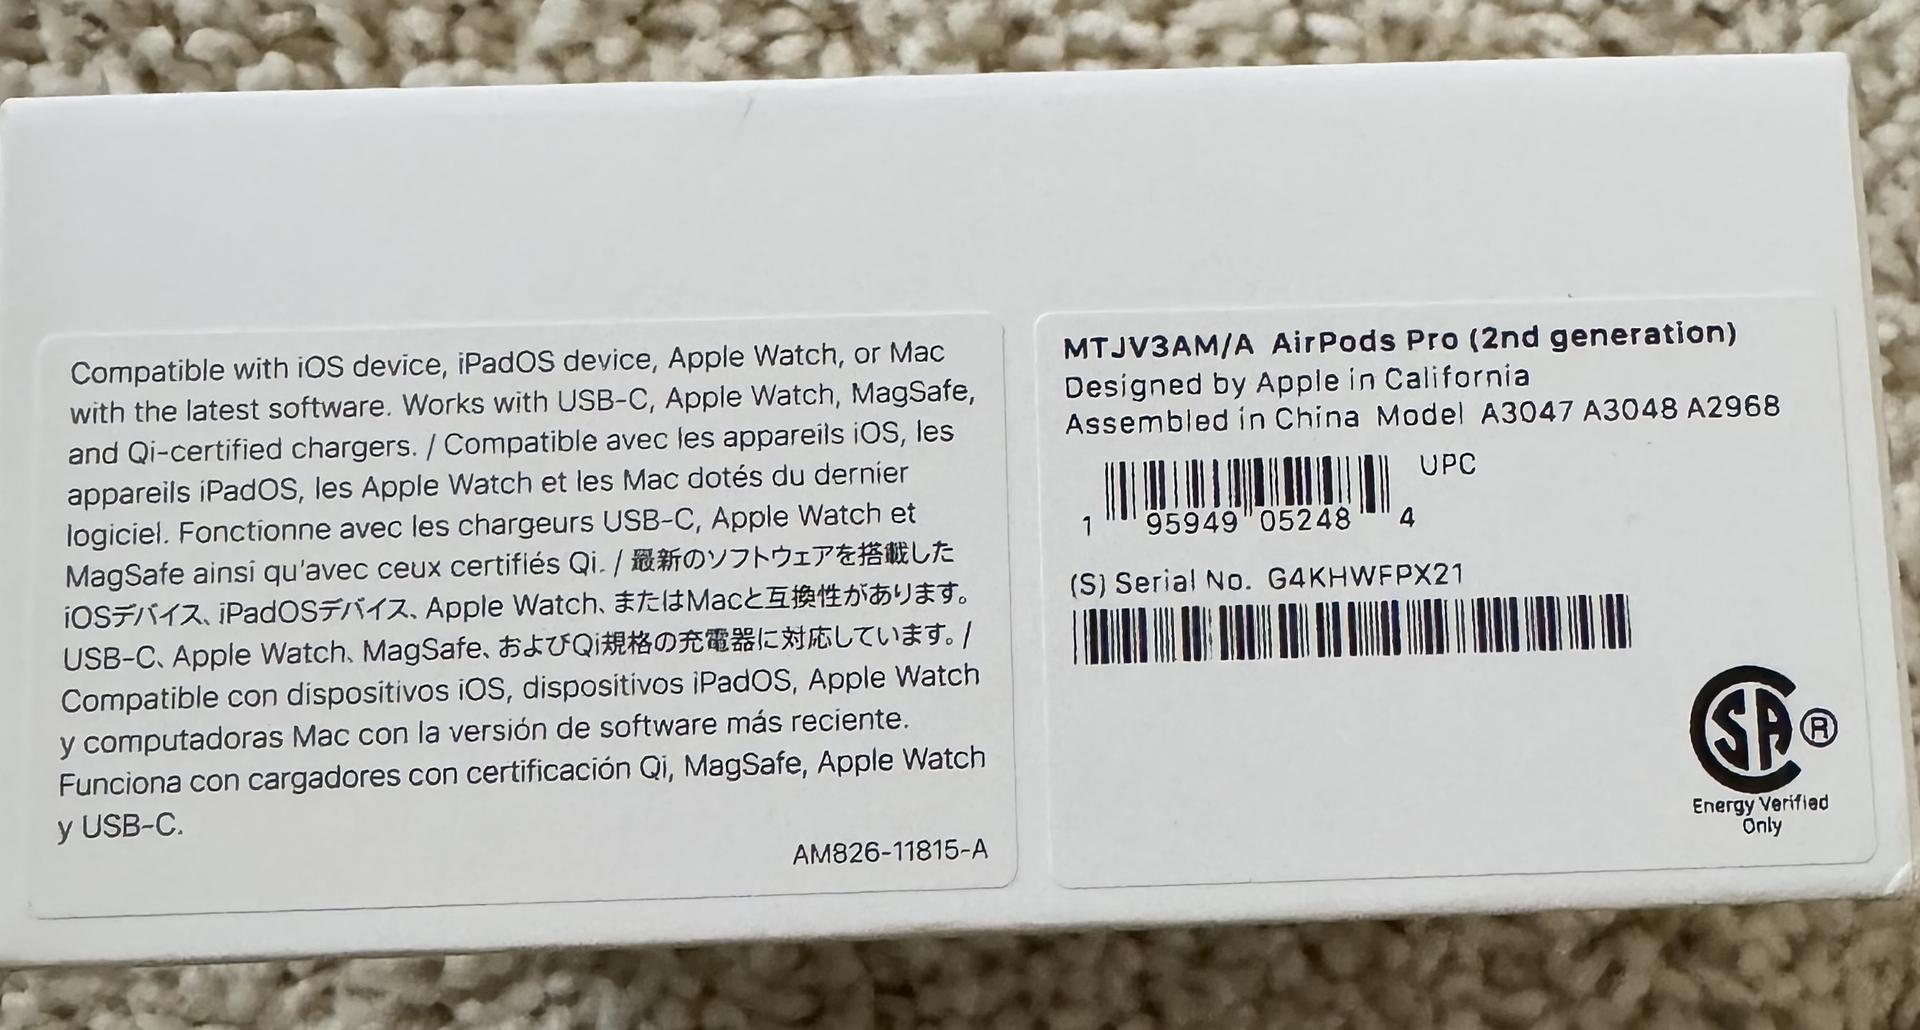 Compatible with iOS device, iPadOS device, Apple Watch, or Mac
with the latest software. Works with USB-C, Apple Watch, MagSafe,
and Qi-certified chargers. / Compatible avec les appareils iOS, les
appareils iPadOS, les Apple Watch et les Mac dotés du dernier
logiciel. Fonctionne avec les chargeurs USB-C, Apple Watch et
MagSafe ainsi qu'avec ceux certifiés Qi. / 最新のソフトウェアを搭載した
iOSデバイス、iPadOSデバイス、Apple Watch、またはMacと互換性があります。
USB-C、Apple Watch、MagSafe、およびQi規格の充電器に対応しています。/
Compatible con dispositivos iOS, dispositivos iPadOS, Apple Watch
y computadoras Mac con la versión de software más reciente.
Funciona con cargadores con certificación Qi, MagSafe, Apple Watch
y USB-C.
AM826-11815-A
MTJV3AM/A AirPods Pro (2nd generation)
Designed by Apple in California
Assembled in China Model A3047 A3048 A2968
UPC
1 95949 05248 4
(S) Serial No. G4KHWFPX21
SA ®
Energy Verified
Only